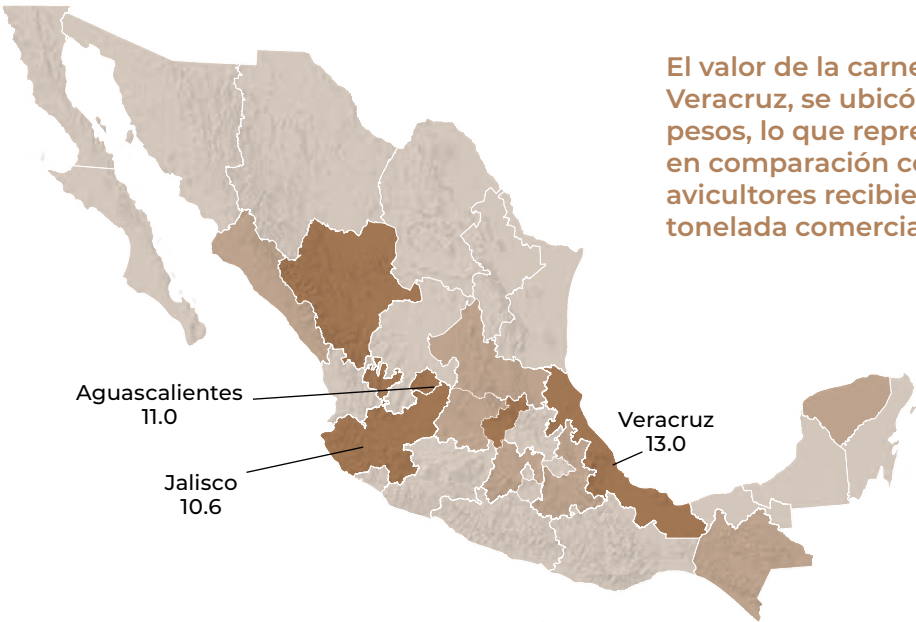 El valor de la carne
Veracruz, se ubicó
pesos, lo que repre
en comparación c
avicultores recibie
tonelada comercia
Aguascalientes
11.0
Veracruz
13.0
Jalisco
10.6